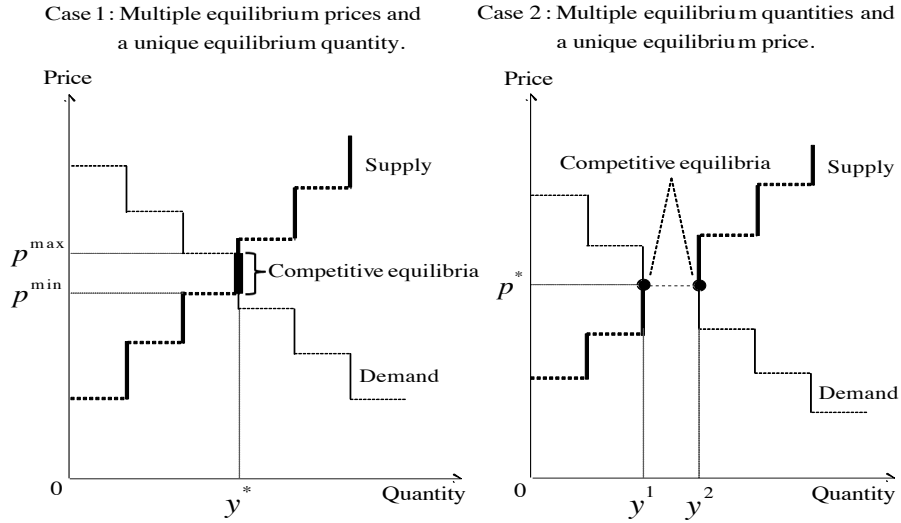 Case 1: Multiple equilibrium prices and
a unique equilibrium quantity.
Price
Supply
p^max
p^min
Competitive equilibria
Demand
0
y^*
Quantity
Case 2: Multiple equilibrium quantities and
a unique equilibrium price.
Price
Competitive equilibria
Supply
p^*
Demand
0
y^1
y^2
Quantity